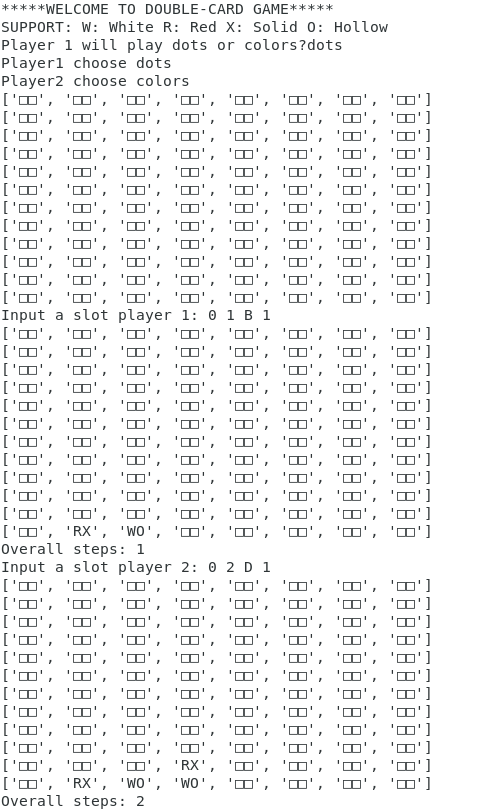 *****WELCOME TO DOUBLE-CARD GAME*****
SUPPORT: W: White R: Red X: Solid O: Hollow
Player 1 will play dots or colors?dots
Player1 choose dots
Player2 choose colors
['□□', '□□', '□□', '□□', '□□', '□□', '□□', '□□']
['□□', '□□', '□□', '□□', '□□', '□□', '□□', '□□']
['□□', '□□', '□□', '□□', '□□', '□□', '□□', '□□']
['□□', '□□', '□□', '□□', '□□', '□□', '□□', '□□']
['□□', '□□', '□□', '□□', '□□', '□□', '□□', '□□']
['□□', '□□', '□□', '□□', '□□', '□□', '□□', '□□']
['□□', '□□', '□□', '□□', '□□', '□□', '□□', '□□']
['□□', '□□', '□□', '□□', '□□', '□□', '□□', '□□']
['□□', '□□', '□□', '□□', '□□', '□□', '□□', '□□']
['□□', '□□', '□□', '□□', '□□', '□□', '□□', '□□']
['□□', '□□', '□□', '□□', '□□', '□□', '□□', '□□']
['□□', '□□', '□□', '□□', '□□', '□□', '□□', '□□']
Input a slot player 1: 0 1 B 1
['□□', '□□', '□□', '□□', '□□', '□□', '□□', '□□']
['□□', '□□', '□□', '□□', '□□', '□□', '□□', '□□']
['□□', '□□', '□□', '□□', '□□', '□□', '□□', '□□']
['□□', '□□', '□□', '□□', '□□', '□□', '□□', '□□']
['□□', '□□', '□□', '□□', '□□', '□□', '□□', '□□']
['□□', '□□', '□□', '□□', '□□', '□□', '□□', '□□']
['□□', '□□', '□□', '□□', '□□', '□□', '□□', '□□']
['□□', '□□', '□□', '□□', '□□', '□□', '□□', '□□']
['□□', '□□', '□□', '□□', '□□', '□□', '□□', '□□']
['□□', '□□', '□□', '□□', '□□', '□□', '□□', '□□']
['□□', '□□', '□□', '□□', '□□', '□□', '□□', '□□']
['□□', 'RX', 'WO', '□□', '□□', '□□', '□□', '□□']
Overall steps: 1
Input a slot player 2: 0 2 D 1
['□□', '□□', '□□', '□□', '□□', '□□', '□□', '□□']
['□□', '□□', '□□', '□□', '□□', '□□', '□□', '□□']
['□□', '□□', '□□', '□□', '□□', '□□', '□□', '□□']
['□□', '□□', '□□', '□□', '□□', '□□', '□□', '□□']
['□□', '□□', '□□', '□□', '□□', '□□', '□□', '□□']
['□□', '□□', '□□', '□□', '□□', '□□', '□□', '□□']
['□□', '□□', '□□', '□□', '□□', '□□', '□□', '□□']
['□□', '□□', '□□', '□□', '□□', '□□', '□□', '□□']
['□□', '□□', '□□', '□□', '□□', '□□', '□□', '□□']
['□□', '□□', '□□', '□□', '□□', '□□', '□□', '□□']
['□□', '□□', '□□', 'RX', '□□', '□□', '□□', '□□']
['□□', 'RX', 'WO', 'WO', '□□', '□□', '□□', '□□']
Overall steps: 2